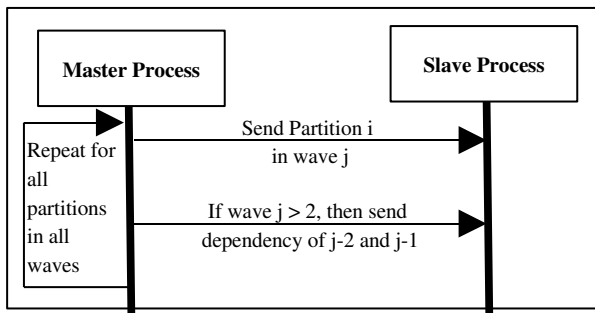 Master Process
Slave Process
Send Partition i
in wave j
Repeat for
all
partitions
in all
waves
If wave j > 2, then send
dependency of j-2 and j-1